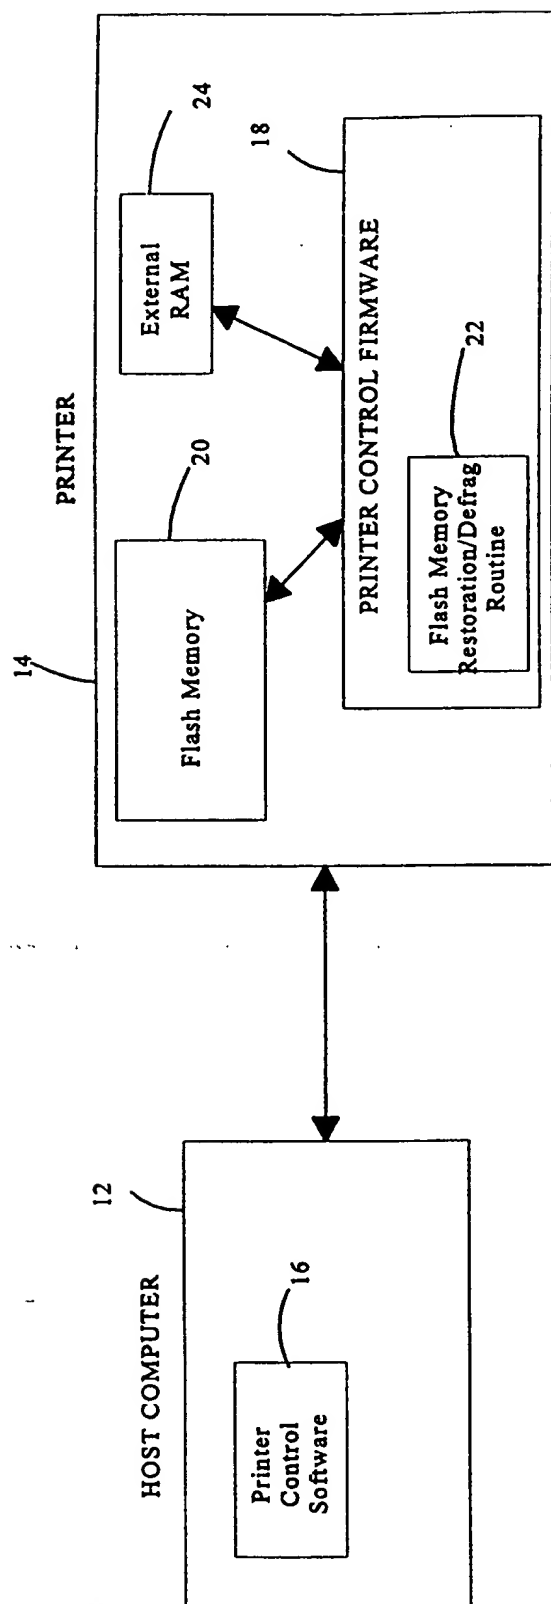 HOST COMPUTER
12
Printer
Control
Software
16
PRINTER
14
Flash Memory
20
External
RAM
24
PRINTER CONTROL FIRMWARE
18
Flash Memory
Restoration/Defrag
Routine
22